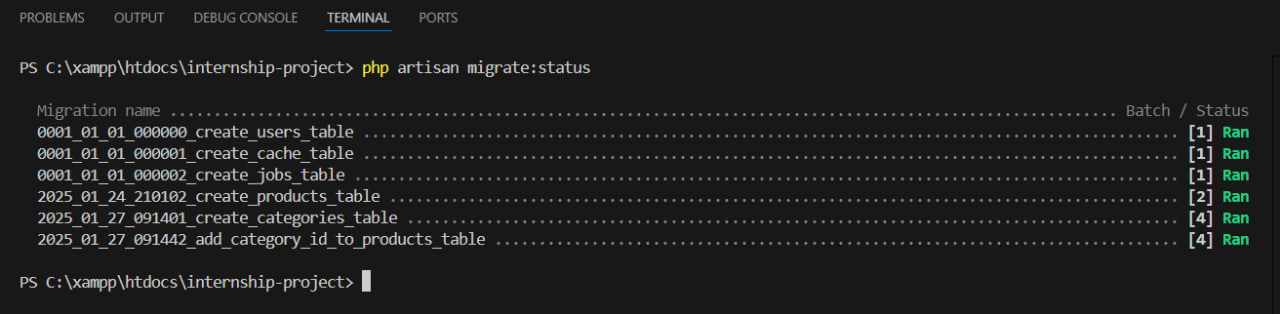 PROBLEMS OUTPUT DEBUG CONSOLE TERMINAL PORTS
PS C:\xampp\htdocs\internship-project> php artisan migrate:status
Migration name ........................................................................................................... Batch / Status
0001_01_01_000000_create_users_table ............................................................................................. [1] Ran
0001_01_01_000001_create_cache_table ............................................................................................. [1] Ran
0001_01_01_000002_create_jobs_table .............................................................................................. [1] Ran
2025_01_24_210102_create_products_table .......................................................................................... [2] Ran
2025_01_27_091401_create_categories_table ........................................................................................ [4] Ran
2025_01_27_091442_add_category_id_to_products_table .............................................................................. [4] Ran
PS C:\xampp\htdocs\internship-project>